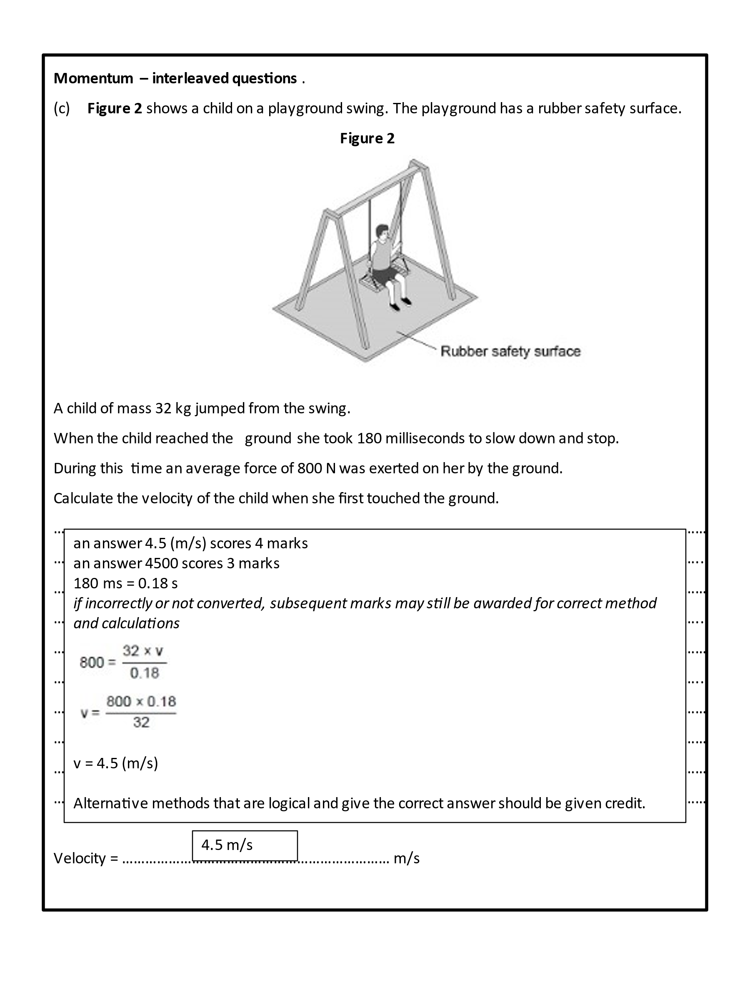 Momentum – interleaved questions .
(c) Figure 2 shows a child on a playground swing. The playground has a rubber safety surface.
Figure 2
Rubber safety surface
A child of mass 32 kg jumped from the swing.
When the child reached the ground she took 180 milliseconds to slow down and stop.
During this time an average force of 800 N was exerted on her by the ground.
Calculate the velocity of the child when she first touched the ground.
an answer 4.5 (m/s) scores 4 marks
an answer 4500 scores 3 marks
180 ms = 0.18 s
if incorrectly or not converted, subsequent marks may still be awarded for correct method
and calculations
800 = 32 × v / 0.18
v = 800 × 0.18 / 32
v = 4.5 (m/s)
Alternative methods that are logical and give the correct answer should be given credit.
4.5 m/s
Velocity = ........................................................................ m/s